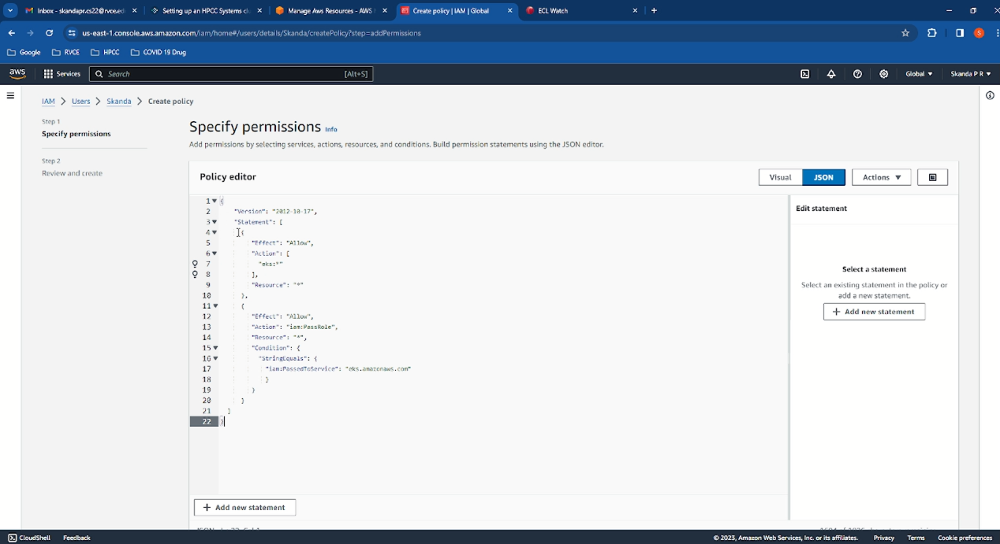 Inbox - skandapr.cs22@rvce.ed
Setting up an HPCC Systems cl
Manage Aws Resources - AWS
Create policy | IAM | Global
ECL Watch
us-east-1.console.aws.amazon.com/iam/home#/users/details/Skanda/createPolicy?step=addPermissions
S
Google
RVCE
HPCC
COVID 19 Drug
aws
Services
Search
[Alt+S]
Global
Skanda P R
IAM > Users > Skanda > Create policy
Step 1
Specify permissions
Step 2
Review and create
Specify permissions Info
Add permissions by selecting services, actions, resources, and conditions. Build permission statements using the JSON editor.
Policy editor
Visual
JSON
Actions
1 {
2 "Version": "2012-10-17",
3 "Statement": [
4 {
5 "Effect": "Allow",
6 "Action": [
7 "eks:*"
8 ],
9 "Resource": "*"
10 },
11 {
12 "Effect": "Allow",
13 "Action": "iam:PassRole",
14 "Resource": "*",
15 "Condition": {
16 "StringEquals": {
17 "iam:PassedToService": "eks.amazonaws.com"
18 }
19 }
20 }
21 ]
22 }
Edit statement
Select a statement
Select an existing statement in the policy or
add a new statement.
+ Add new statement
+ Add new statement
CloudShell
Feedback
© 2023, Amazon Web Services, Inc. or its affiliates.
Privacy
Terms
Cookie preferences